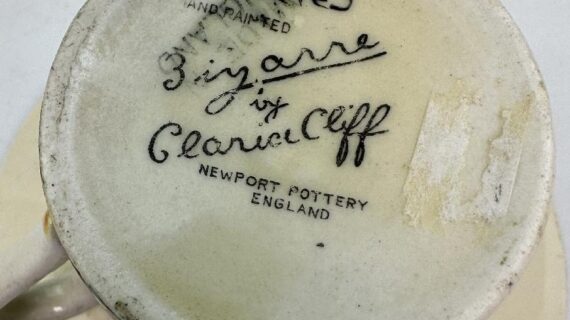 HAND PAINTED
Bizarre
by
Clarice Cliff
NEWPORT POTTERY
ENGLAND